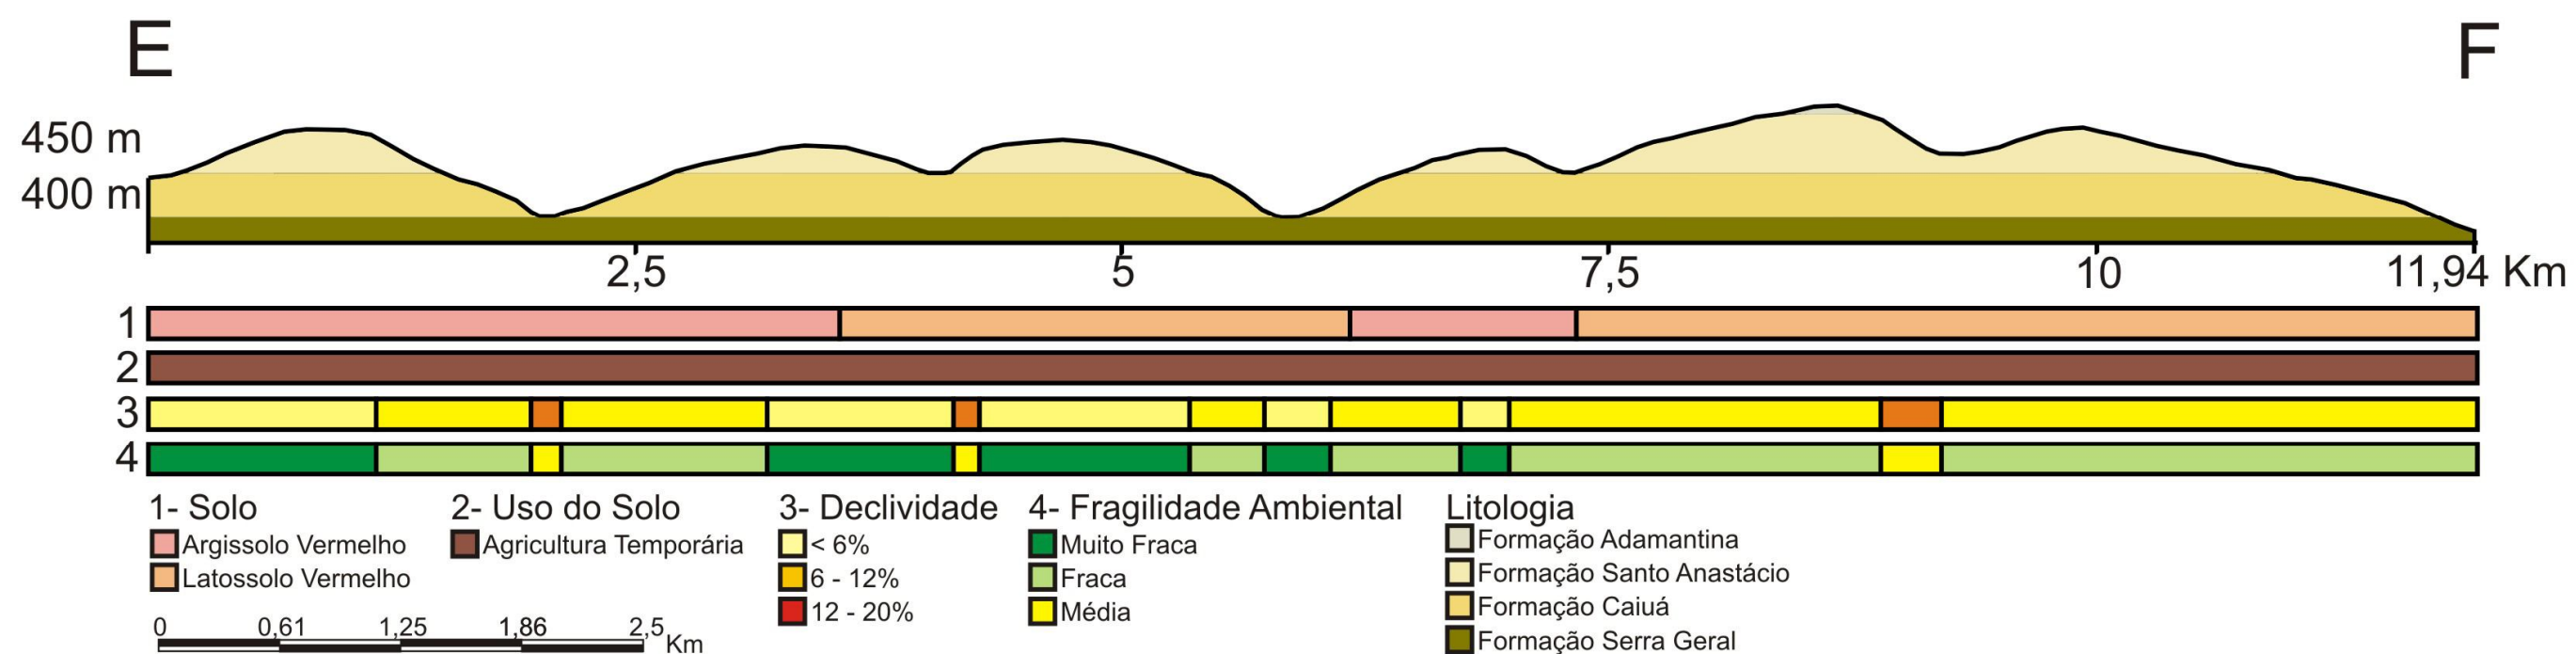 E F
450 m
400 m
2,5 5 7,5 10 11,94 Km
1
2
3
4
1- Solo
Argissolo Vermelho
Latossolo Vermelho
2- Uso do Solo
Agricultura Temporária
3- Declividade
< 6%
6 - 12%
12 - 20%
4- Fragilidade Ambiental
Muito Fraca
Fraca
Média
Litologia
Formação Adamantina
Formação Santo Anastácio
Formação Caiuá
Formação Serra Geral
0 0,61 1,25 1,86 2,5 Km